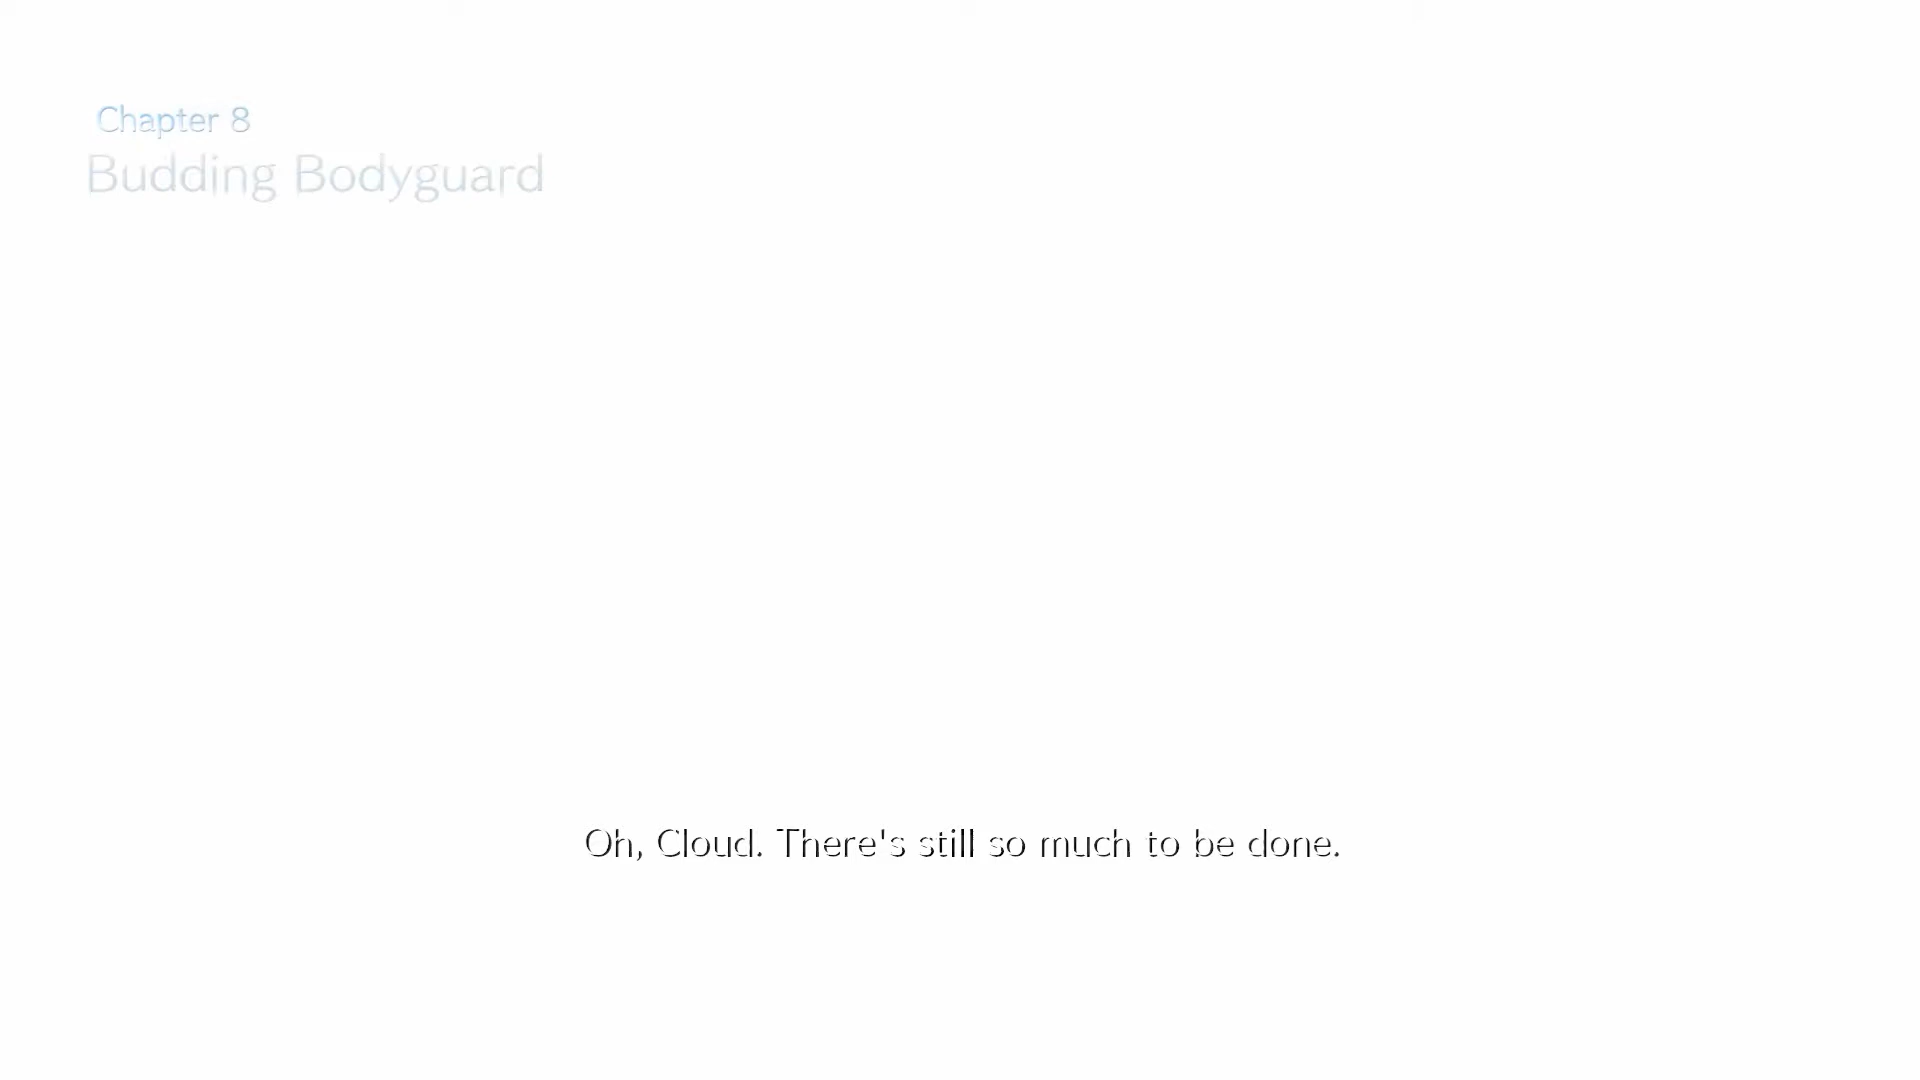 Chapter 8
Budding Bodyguard
Oh, Cloud. There's still so much to be done.